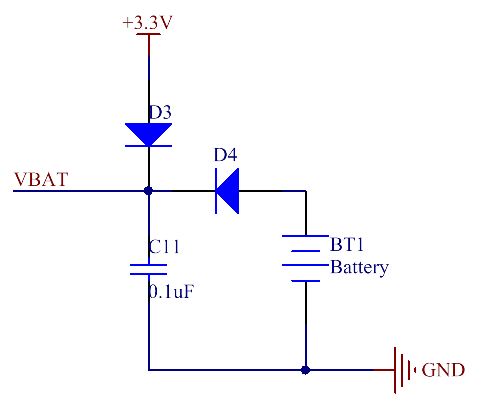 +3.3V
D3
D4
VBAT
C11
BT1
Battery
0.1uF
GND